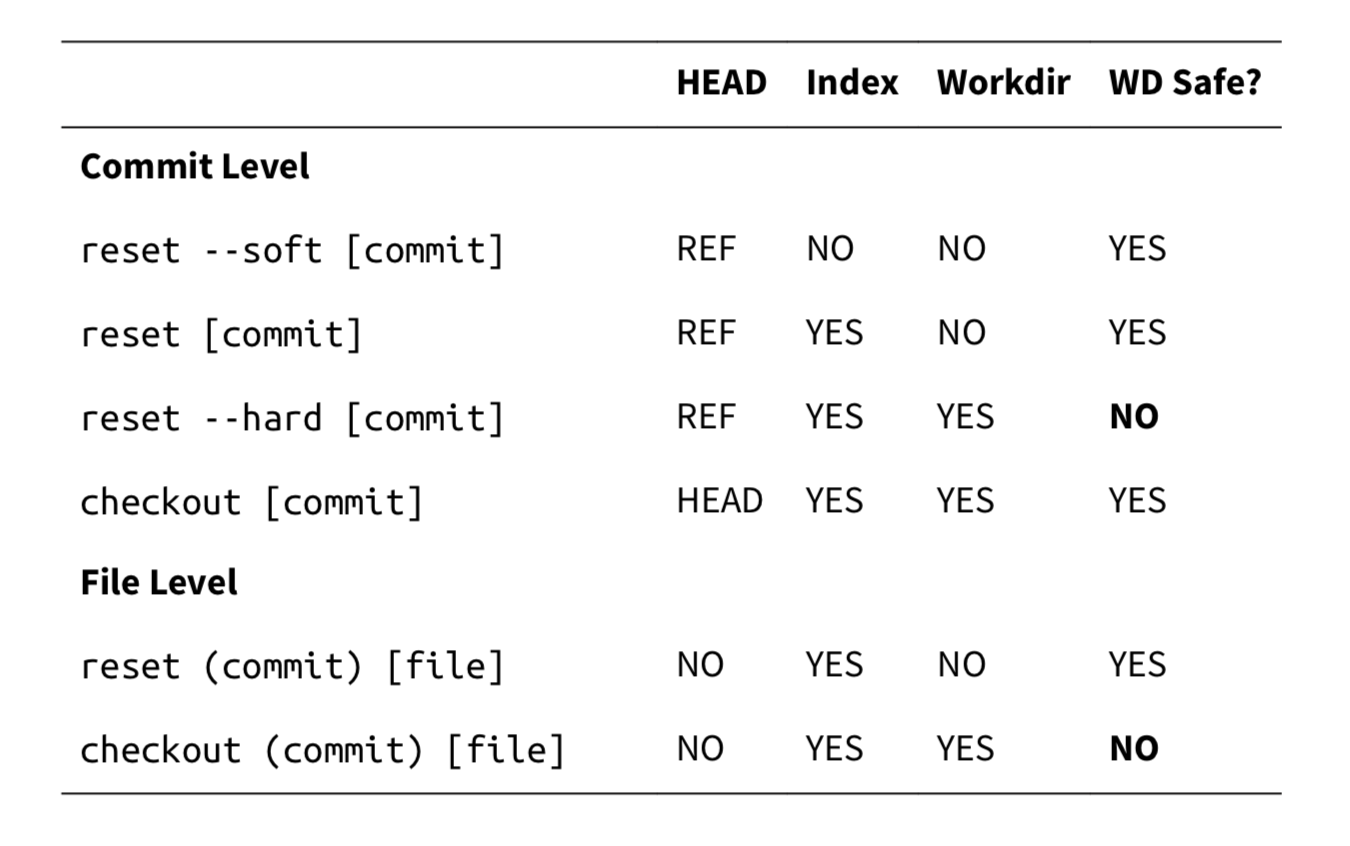 HEAD Index Workdir WD Safe?
Commit Level
reset --soft [commit] REF NO NO YES
reset [commit] REF YES NO YES
reset --hard [commit] REF YES YES NO
checkout [commit] HEAD YES YES YES
File Level
reset (commit) [file] NO YES NO YES
checkout (commit) [file] NO YES YES NO